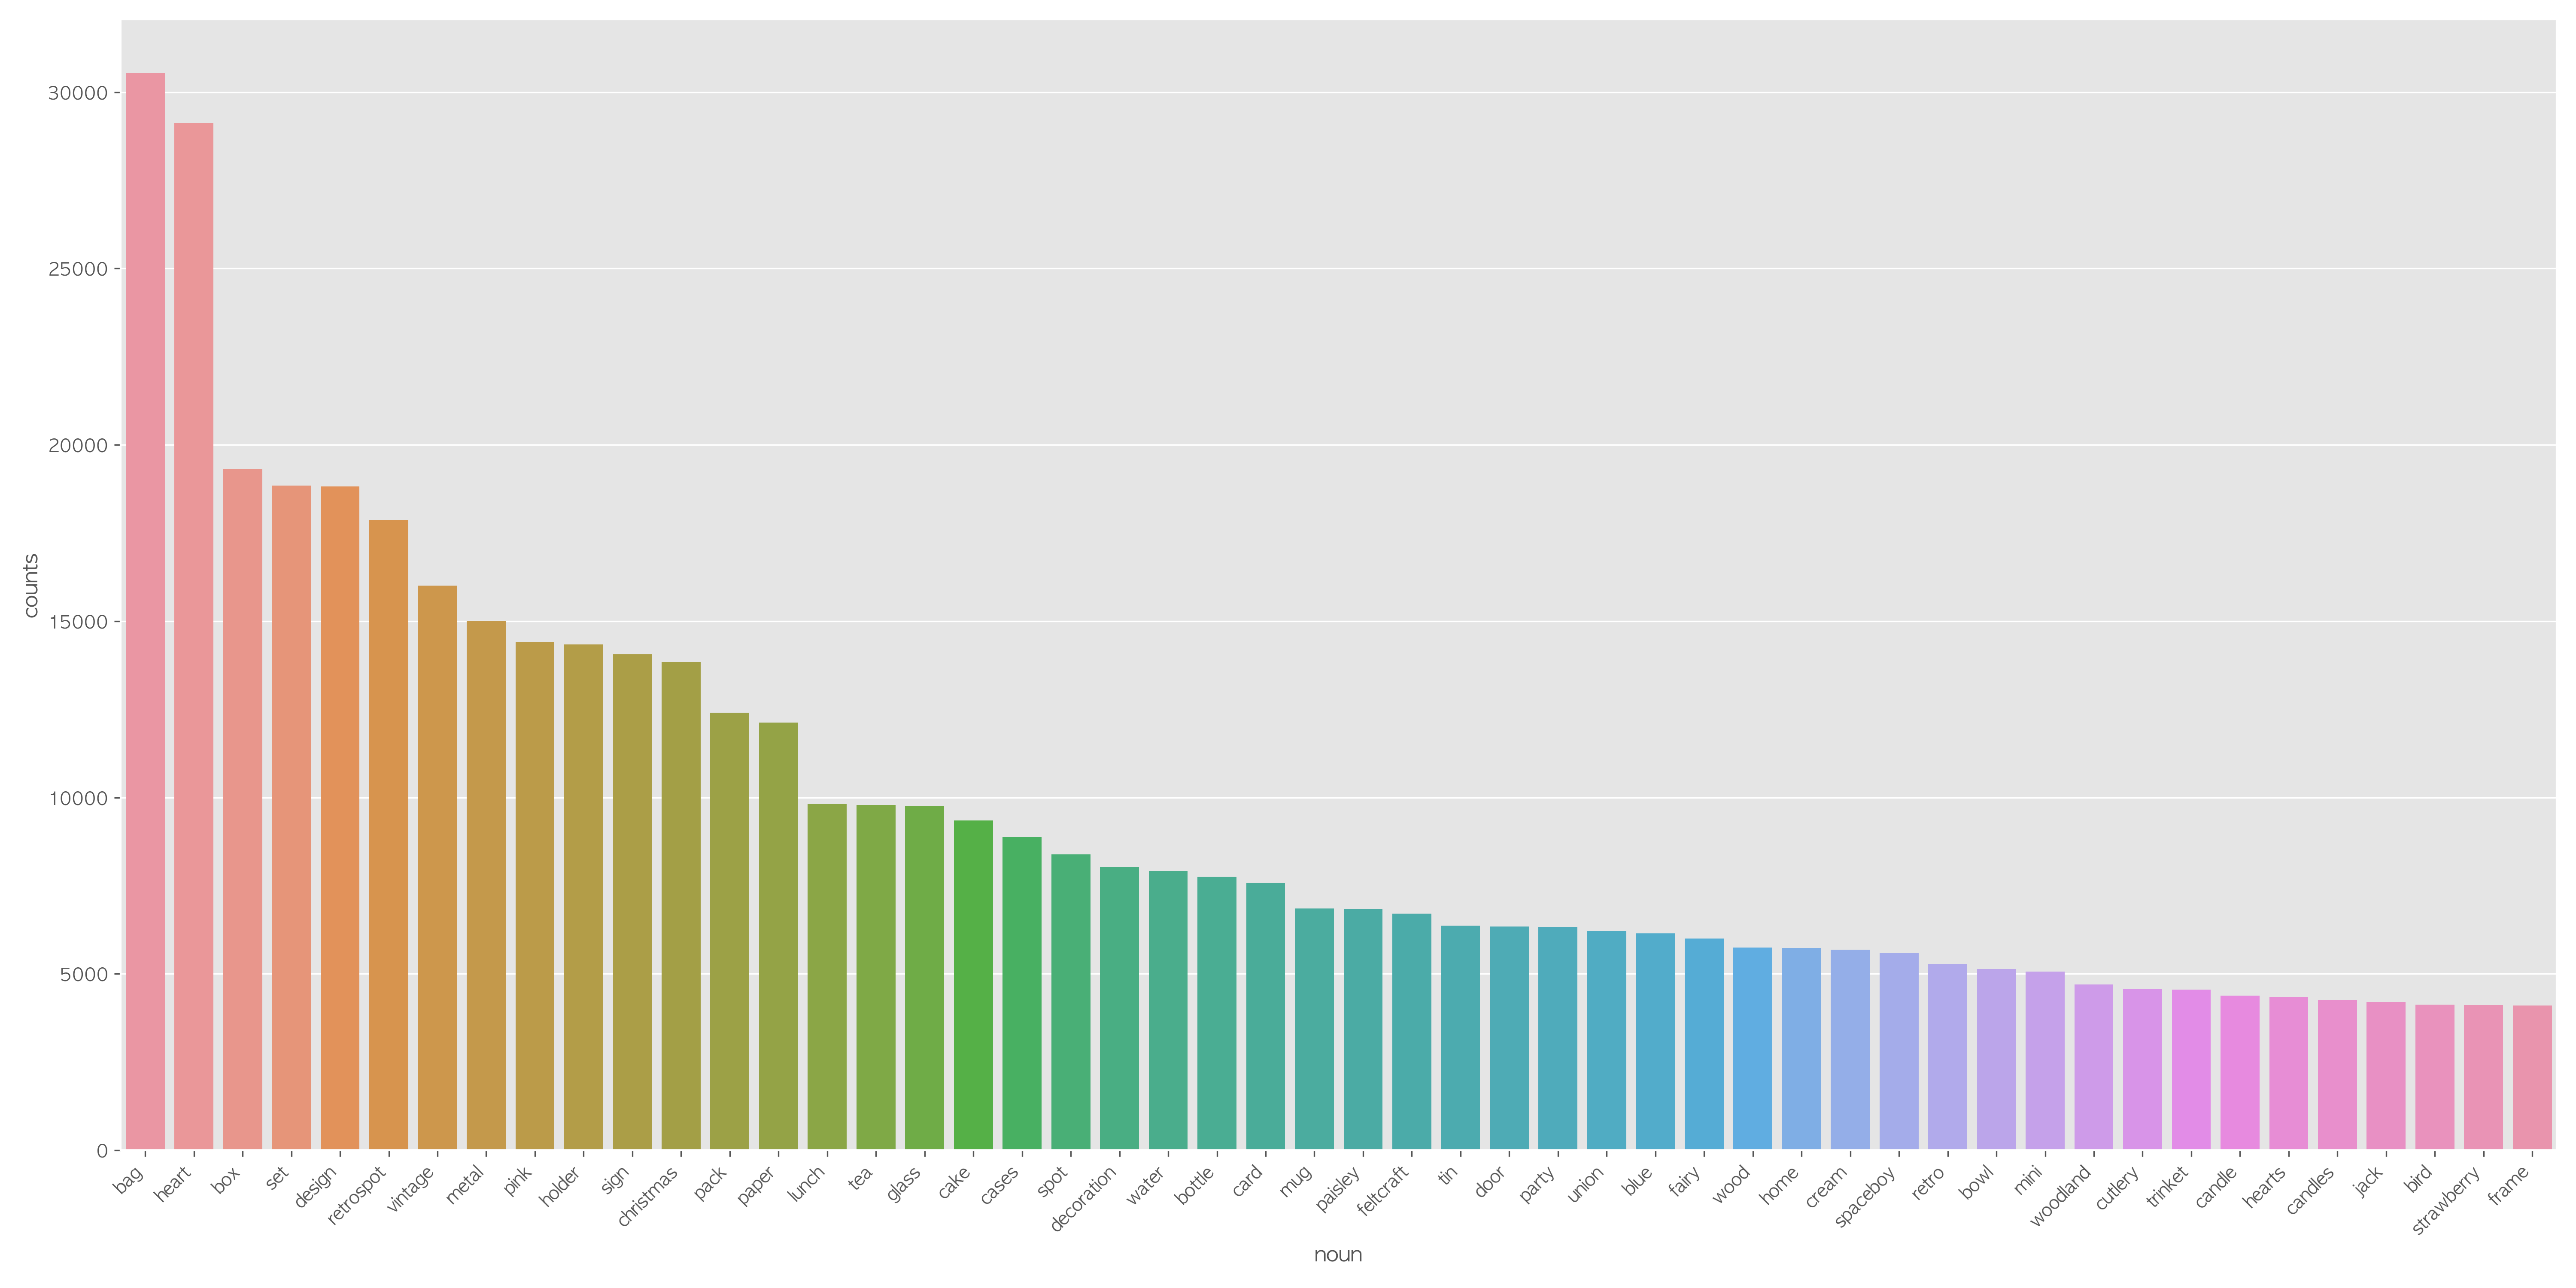 30000
25000
20000
15000
10000
5000
0
counts
bag
heart
box
set
design
retrospot
vintage
metal
pink
holder
sign
christmas
pack
paper
lunch
tea
glass
cake
cases
spot
decoration
water
bottle
card
mug
paisley
feltcraft
tin
door
party
union
blue
fairy
wood
home
cream
spaceboy
retro
bowl
mini
woodland
cutlery
trinket
candle
hearts
candles
jack
bird
strawberry
frame
noun